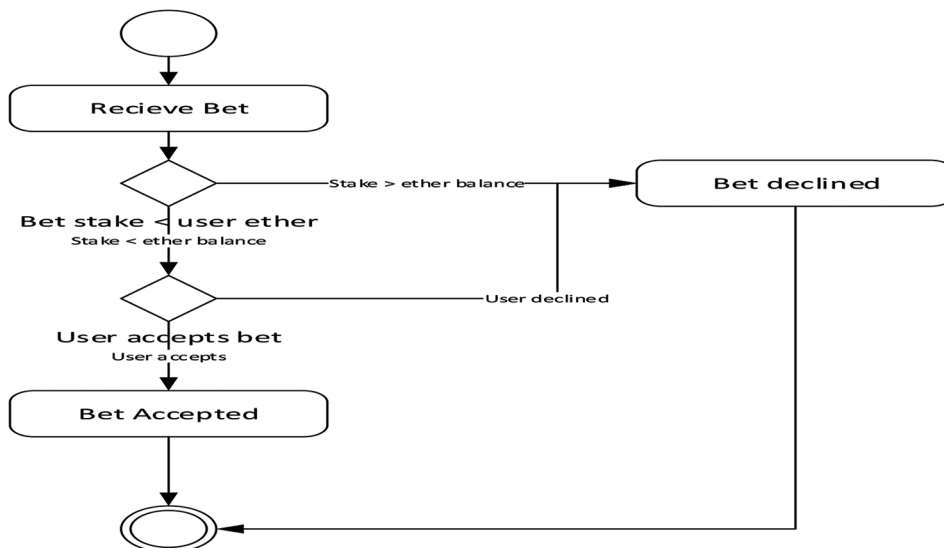 Recieve Bet
Stake > ether balance
Bet declined
Bet stake < user ether
Stake < ether balance
User declined
User accepts bet
User accepts
Bet Accepted